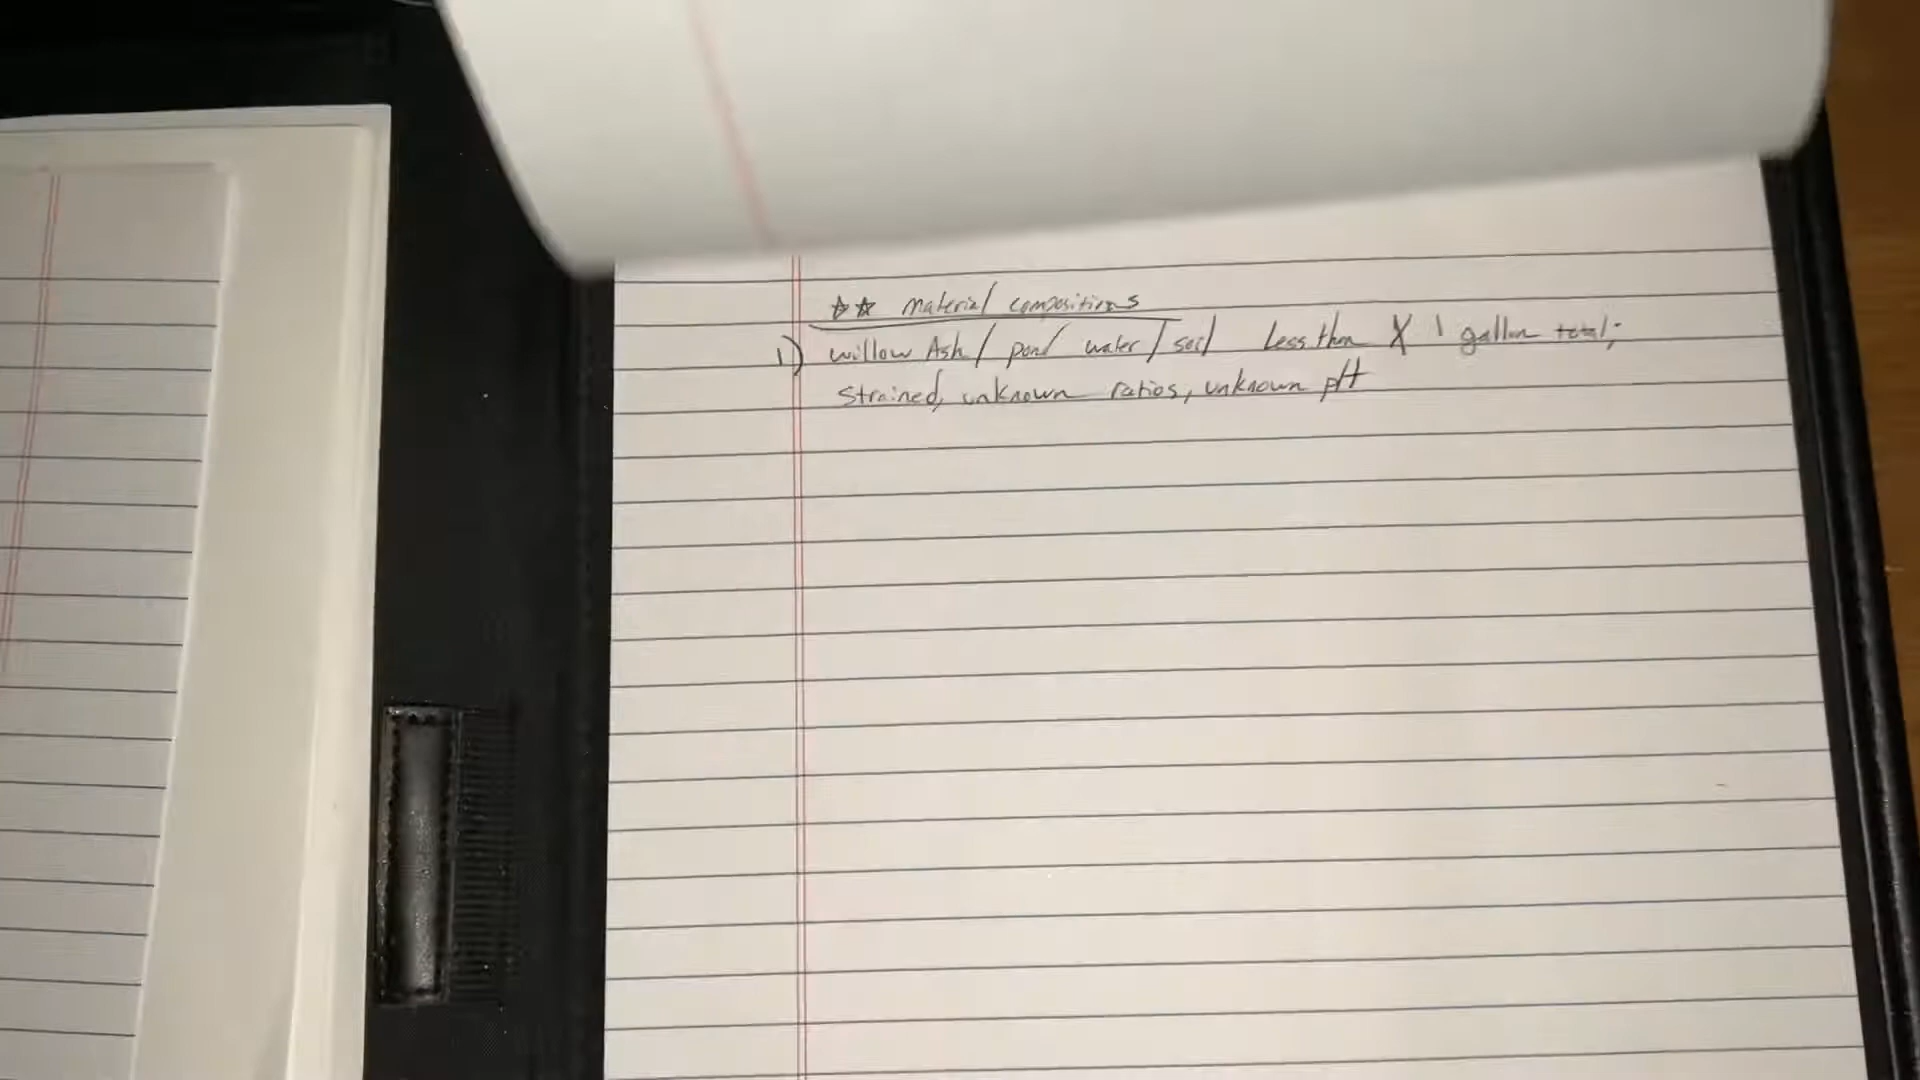 ☆☆ Material compositions
1) willow Ash / pond water / soil Less than X 1 gallon total;
strained, unknown ratios, unknown pH